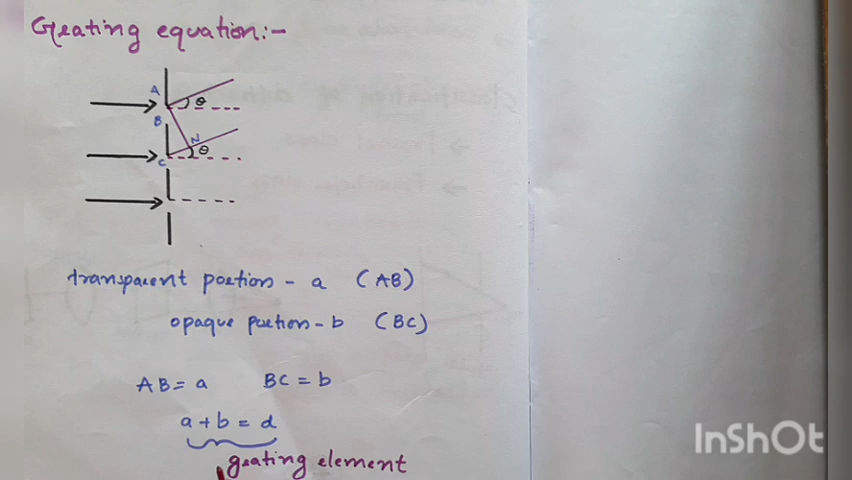 Grating equation:-
A
θ
B
N
θ
C
transparent portion - a (AB)
opaque portion - b (BC)
AB = a BC = b
a + b = d
grating element
InShOt